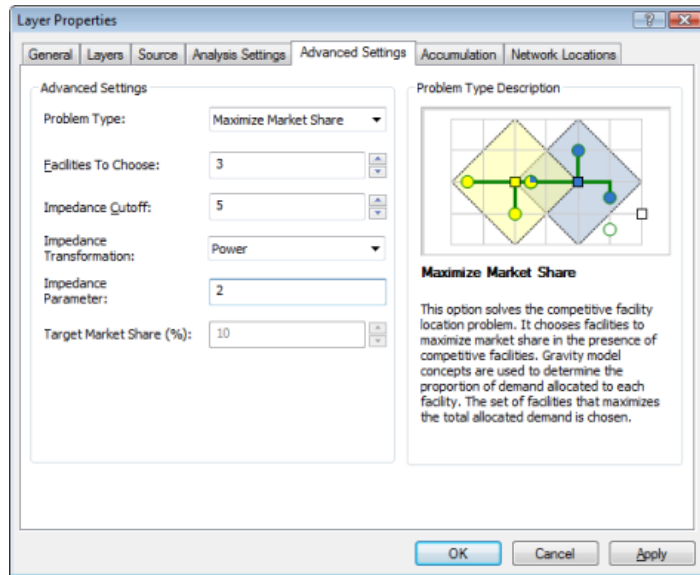 Layer Properties
General Layers Source Analysis Settings Advanced Settings Accumulation Network Locations
Advanced Settings
Problem Type: Maximize Market Share
Facilities To Choose: 3
Impedance Cutoff: 5
Impedance
Transformation: Power
Impedance
Parameter: 2
Target Market Share (%): 10
Problem Type Description
Maximize Market Share
This option solves the competitive facility
location problem. It chooses facilities to
maximize market share in the presence of
competitive facilities. Gravity model
concepts are used to determine the
proportion of demand allocated to each
facility. The set of facilities that maximizes
the total allocated demand is chosen.
OK Cancel Apply